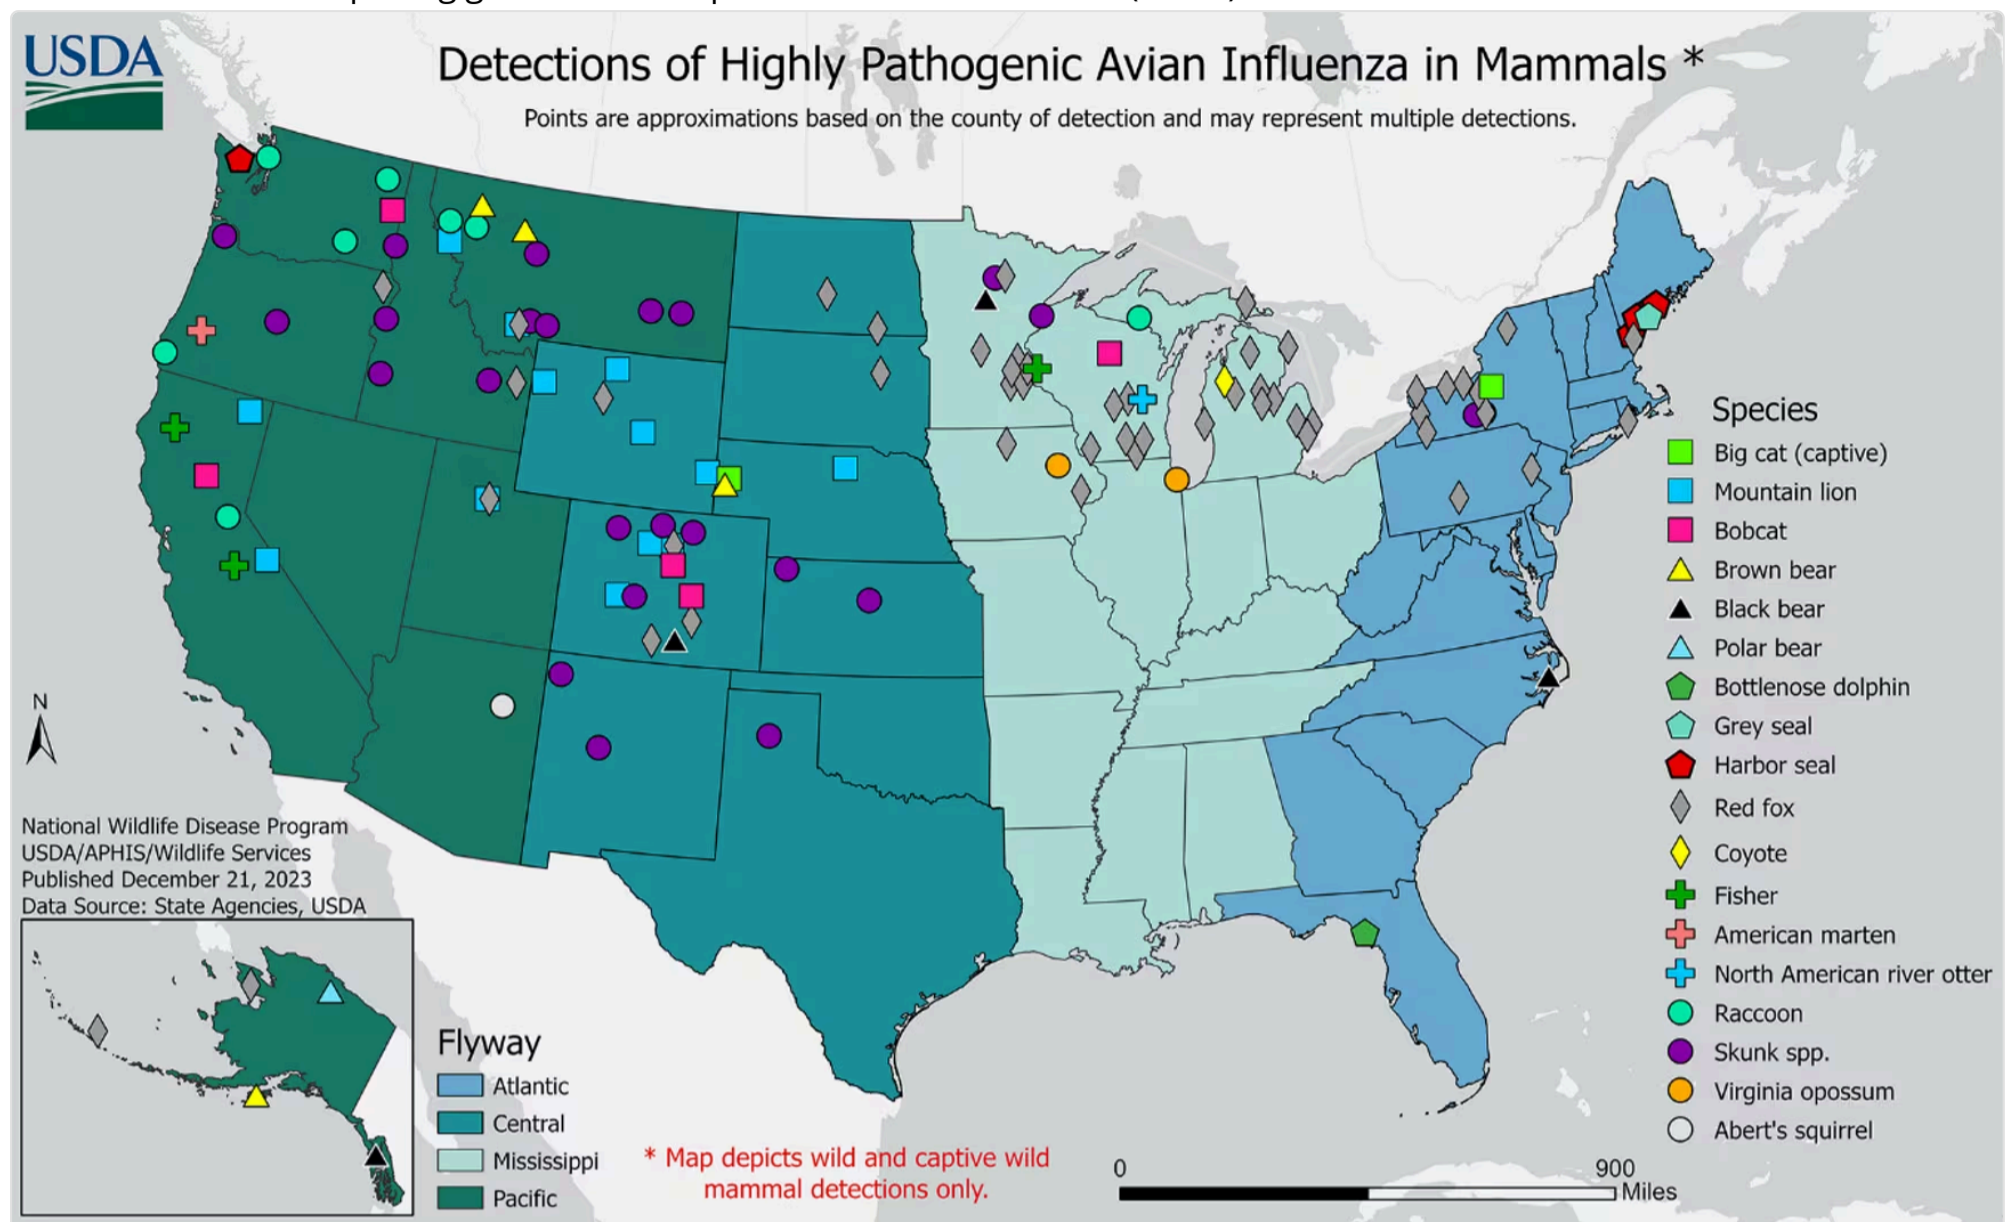 USDA
Detections of Highly Pathogenic Avian Influenza in Mammals *
Points are approximations based on the county of detection and may represent multiple detections.
Species
Big cat (captive)
Mountain lion
Bobcat
Brown bear
Black bear
Polar bear
Bottlenose dolphin
Grey seal
Harbor seal
Red fox
Coyote
Fisher
American marten
North American river otter
Raccoon
Skunk spp.
Virginia opossum
Abert's squirrel
N
National Wildlife Disease Program
USDA/APHIS/Wildlife Services
Published December 21, 2023
Data Source: State Agencies, USDA
Flyway
Atlantic
Central
Mississippi
Pacific
* Map depicts wild and captive wild
mammal detections only.
0 900
Miles